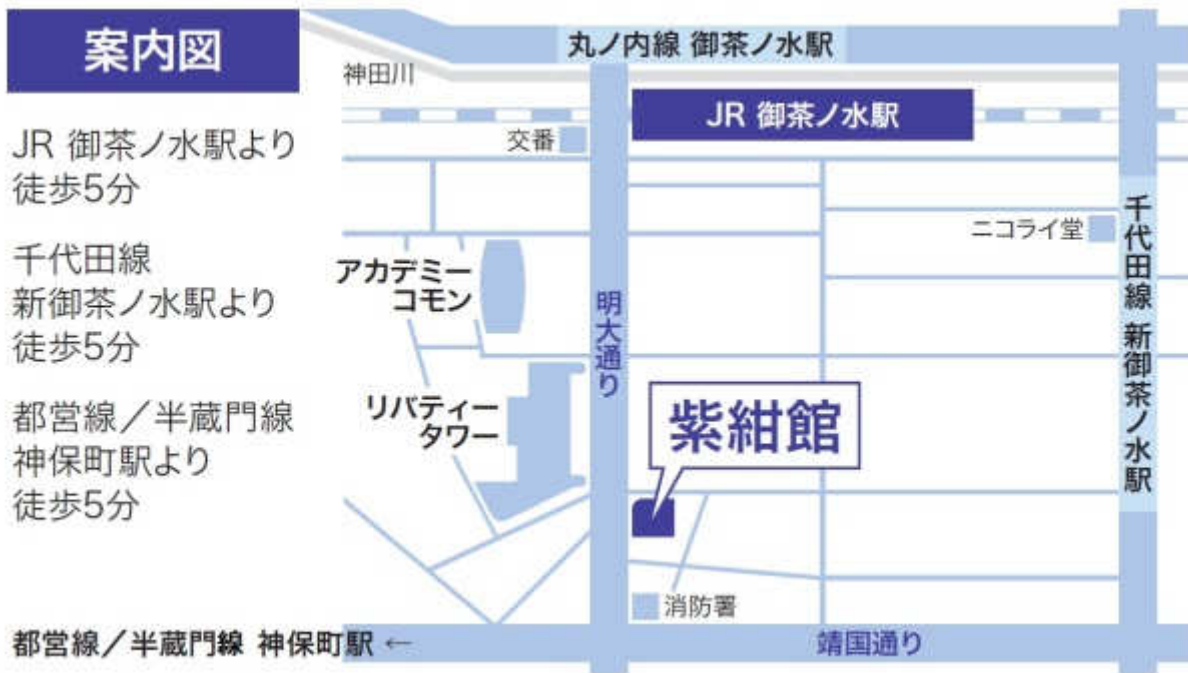 案内図
JR 御茶ノ水駅より
徒歩5分
千代田線
新御茶ノ水駅より
徒歩5分
都営線／半蔵門線
神保町駅より
徒歩5分
丸ノ内線 御茶ノ水駅
神田川
JR 御茶ノ水駅
交番
ニコライ堂
千代田線 新御茶ノ水駅
アカデミー
コモン
明大通り
リバティー
タワー
紫紺館
消防署
都営線／半蔵門線 神保町駅 ←
靖国通り